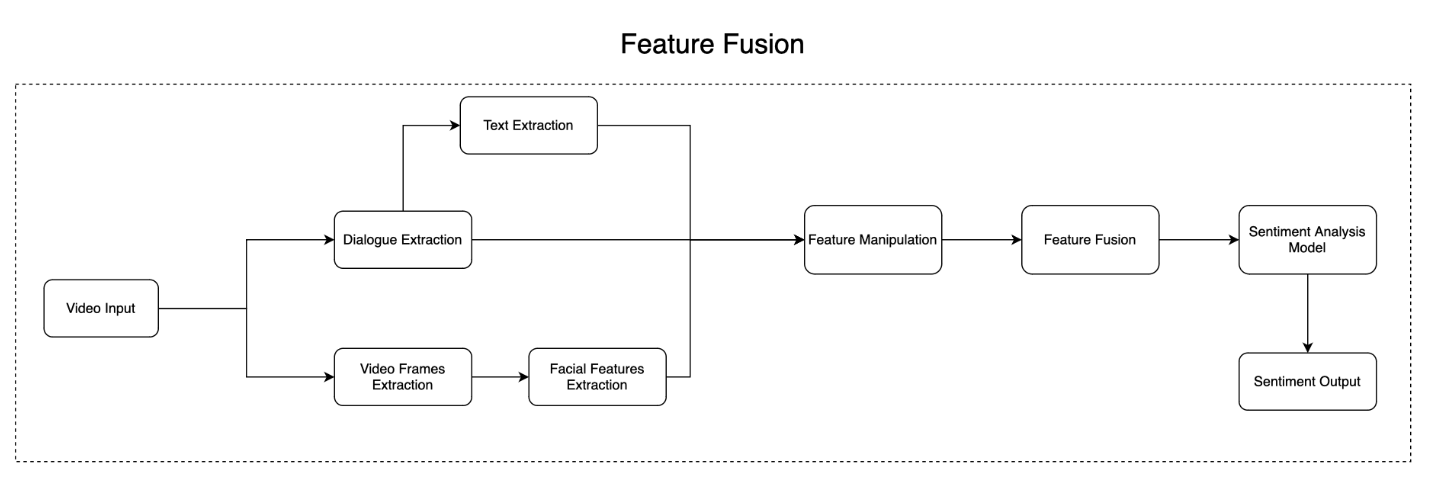 Feature Fusion
Text Extraction
Dialogue Extraction
Feature Manipulation
Feature Fusion
Sentiment Analysis
Model
Video Input
Video Frames
Extraction
Facial Features
Extraction
Sentiment Output